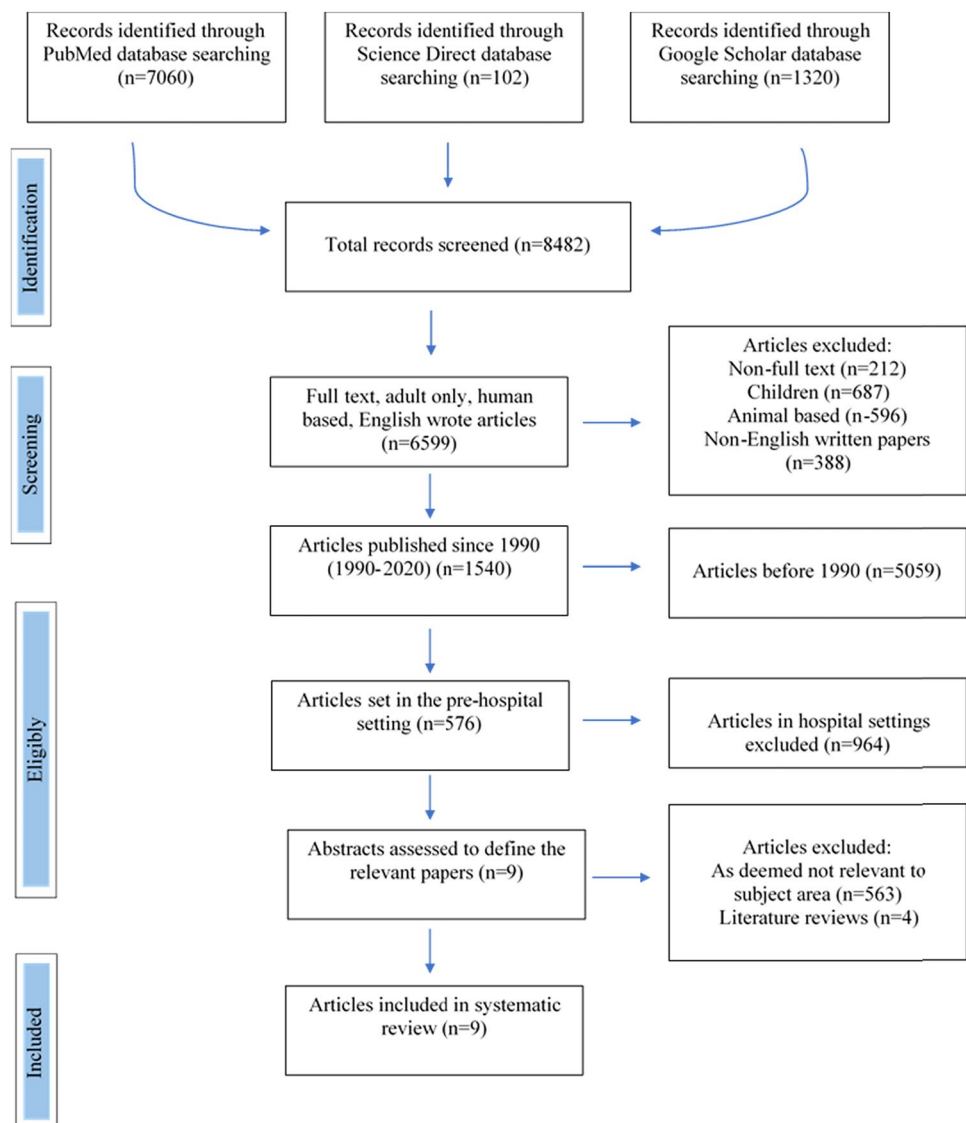 Records identified through
PubMed database searching
(n=7060)
Records identified through
Science Direct database
searching (n=102)
Records identified through
Google Scholar database
searching (n=1320)
Identification
Total records screened (n=8482)
Screening
Full text, adult only, human
based, English wrote articles
(n=6599)
Articles excluded:
Non-full text (n=212)
Children (n=687)
Animal based (n-596)
Non-English written papers
(n=388)
Articles published since 1990
(1990-2020) (n=1540)
Articles before 1990 (n=5059)
Eligibly
Articles set in the pre-hospital
setting (n=576)
Articles in hospital settings
excluded (n=964)
Abstracts assessed to define the
relevant papers (n=9)
Articles excluded:
As deemed not relevant to
subject area (n=563)
Literature reviews (n=4)
Included
Articles included in systematic
review (n=9)